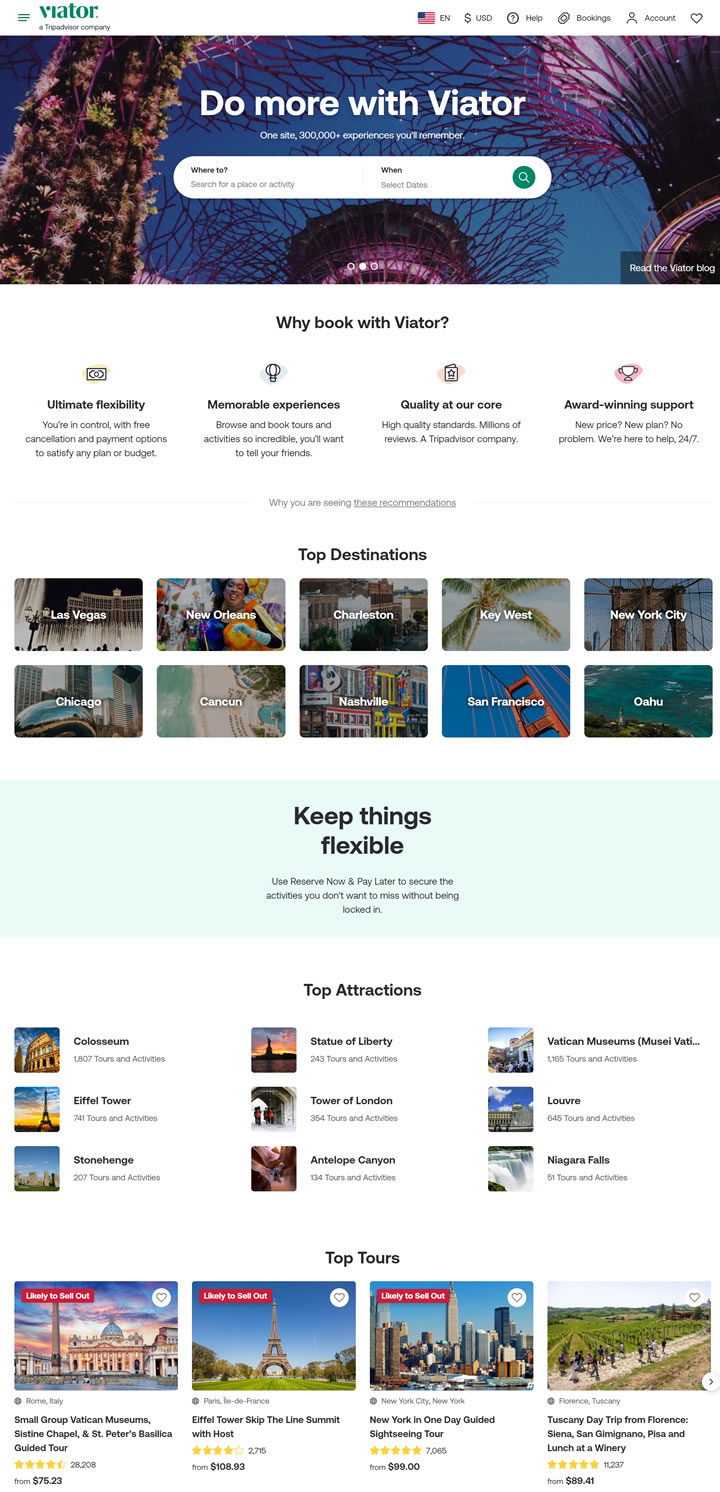 viator.
a Tripadvisor company
EN
$ USD
Help
Bookings
Account
Do more with Viator
One site, 300,000+ experiences you'll remember.
Where to?
Search for a place or activity
When
Select Dates
Read the Viator blog
Why book with Viator?
Ultimate flexibility
You're in control, with free
cancellation and payment options
to satisfy any plan or budget.
Memorable experiences
Browse and book tours and
activities so incredible, you'll want
to tell your friends.
Quality at our core
High quality standards. Millions of
reviews. A Tripadvisor company.
Award-winning support
New price? New plan? No
problem. We're here to help, 24/7.
Why you are seeing these recommendations
Top Destinations
Las Vegas
New Orleans
Charleston
Key West
New York City
Chicago
Cancun
Nashville
San Francisco
Oahu
Keep things
flexible
Use Reserve Now & Pay Later to secure the
activities you don't want to miss without being
locked in.
Top Attractions
Colosseum
1,807 Tours and Activities
Statue of Liberty
243 Tours and Activities
Vatican Museums (Musei Vati...
1,165 Tours and Activities
Eiffel Tower
741 Tours and Activities
Tower of London
354 Tours and Activities
Louvre
645 Tours and Activities
Stonehenge
207 Tours and Activities
Antelope Canyon
134 Tours and Activities
Niagara Falls
51 Tours and Activities
Top Tours
Likely to Sell Out
Rome, Italy
Small Group Vatican Museums,
Sistine Chapel, & St. Peter's Basilica
Guided Tour
28,208
from $75.23
Likely to Sell Out
Paris, Île-de-France
Eiffel Tower Skip The Line Summit
with Host
2,715
from $108.93
Likely to Sell Out
New York City, New York
New York in One Day Guided
Sightseeing Tour
7,065
from $99.00
Florence, Tuscany
Tuscany Day Trip from Florence:
Siena, San Gimignano, Pisa and
Lunch at a Winery
11,237
from $89.41